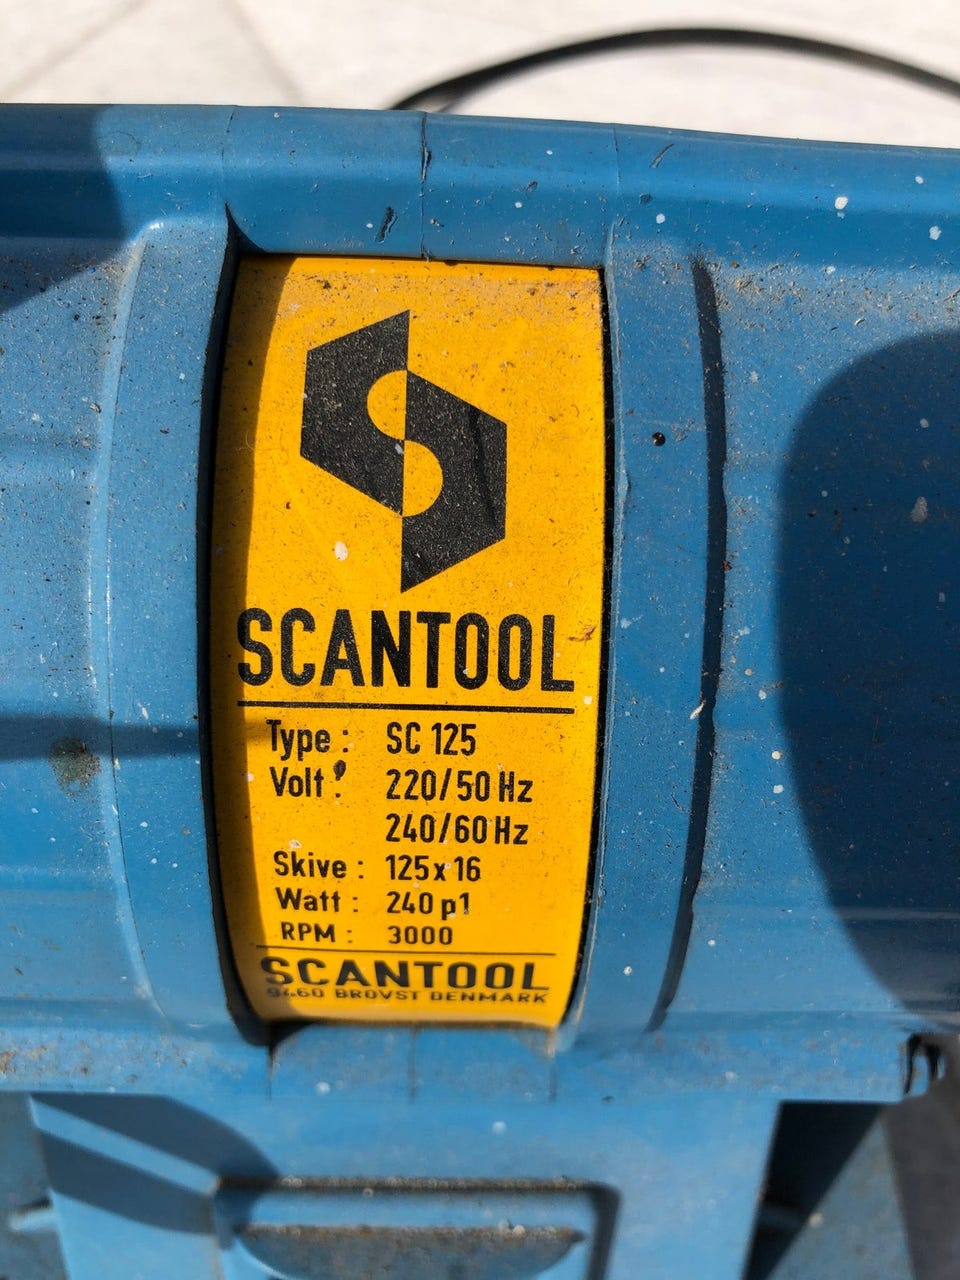 SCANTOOL
Type : SC 125
Volt : 220/50 Hz
240/60 Hz
Skive : 125 x 16
Watt : 240 p1
RPM : 3000
SCANTOOL
9460 BROVST DENMARK